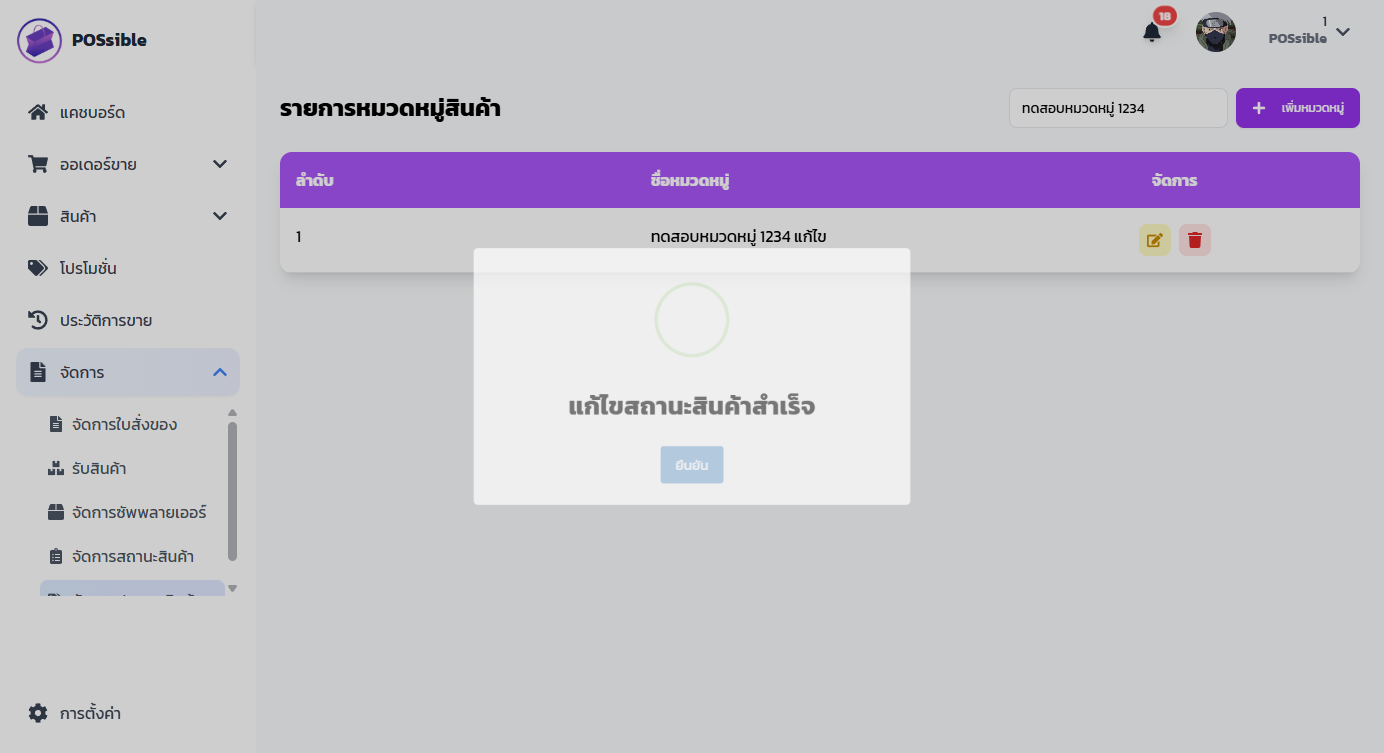 POSsible
18
1
POSsible
แคชบอร์ด
ออเดอร์ขาย
สินค้า
โปรโมชั่น
ประวัติการขาย
จัดการ
จัดการใบสั่งของ
รับสินค้า
จัดการซัพพลายเออร์
จัดการสถานะสินค้า
การตั้งค่า
รายการหมวดหมู่สินค้า
ทดสอบหมวดหมู่ 1234
เพิ่มหมวดหมู่
ลำดับ ชื่อหมวดหมู่ จัดการ
1 ทดสอบหมวดหมู่ 1234 แก้ไข
แก้ไขสถานะสินค้าสำเร็จ
ยืนยัน